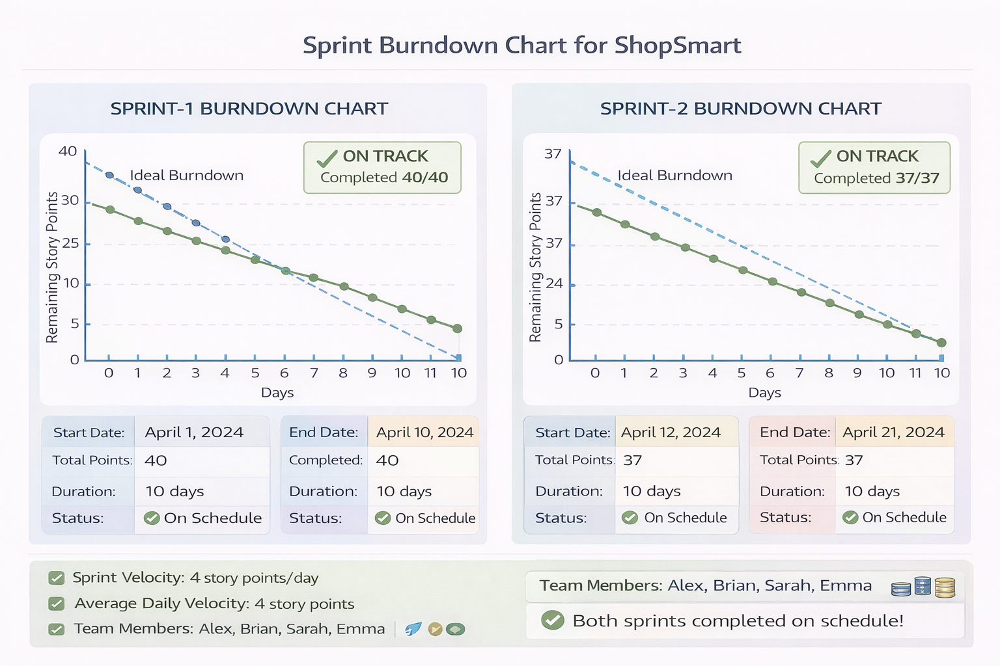 Sprint Burndown Chart for ShopSmart
SPRINT-1 BURNDOWN CHART
40
30
25
10
5
0
Remaining Story Points
Ideal Burndown
ON TRACK
Completed 40/40
0 1 2 3 4 5 6 7 8 9 10 11 10
Days
Start Date: April 1, 2024
Total Points: 40
Duration: 10 days
Status: On Schedule
End Date: April 10, 2024
Completed: 40
Duration: 10 days
Status: On Schedule
SPRINT-2 BURNDOWN CHART
37
37
37
24
5
0
Remaining Story Points
Ideal Burndown
ON TRACK
Completed 37/37
0 1 2 3 4 5 6 7 8 9 10 11 10
Days
Start Date: April 12, 2024
Total Points: 37
Duration: 10 days
Status: On Schedule
End Date: April 21, 2024
Total Points: 37
Duration: 10 days
Status: On Schedule
Sprint Velocity: 4 story points/day
Average Daily Velocity: 4 story points
Team Members: Alex, Brian, Sarah, Emma
Team Members: Alex, Brian, Sarah, Emma
Both sprints completed on schedule!